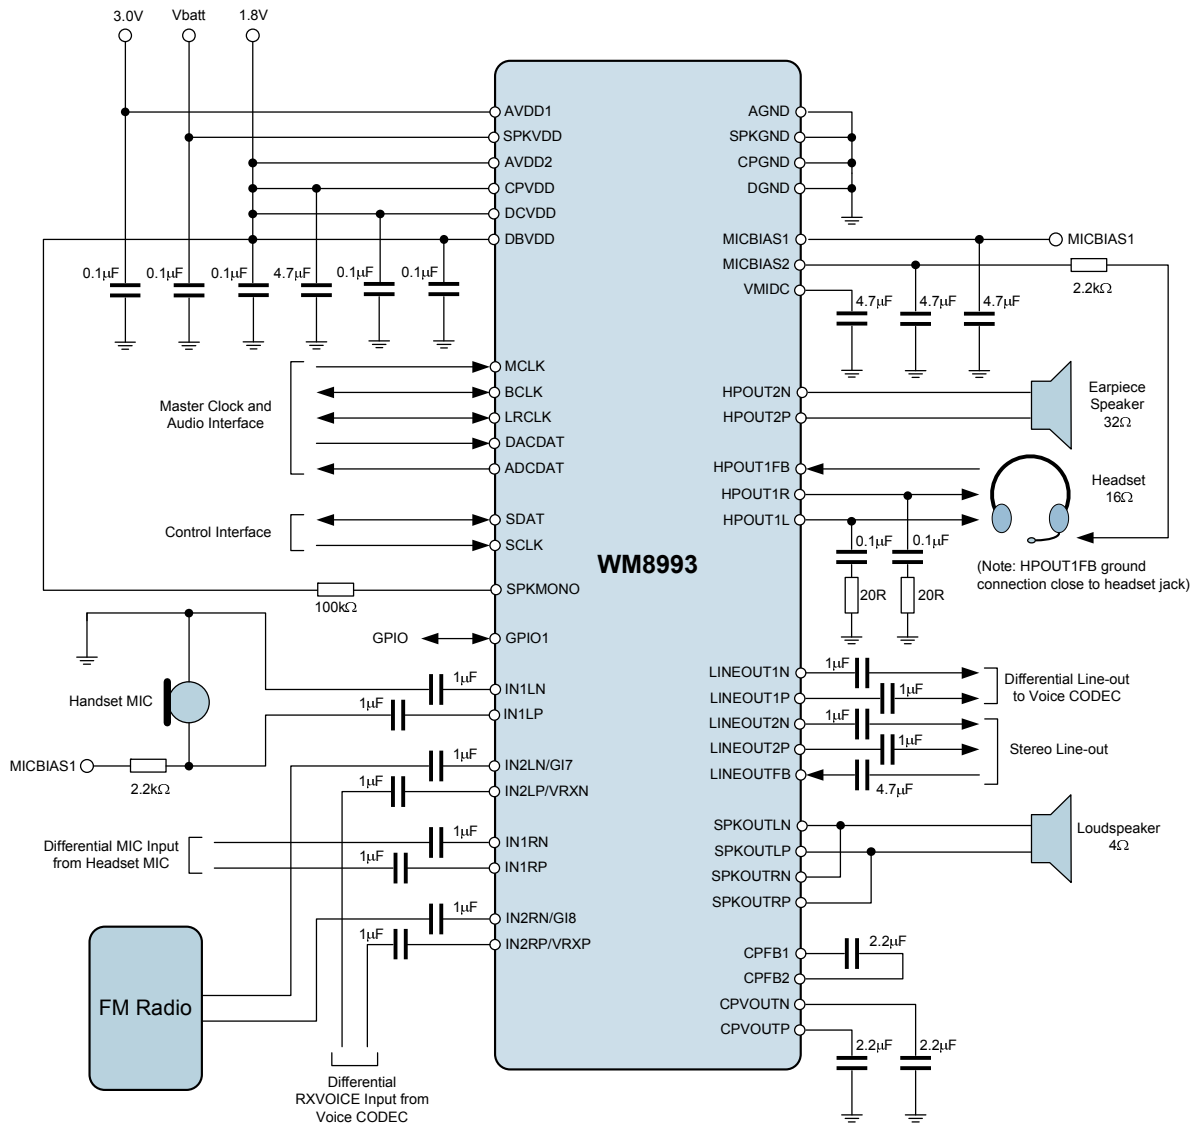 3.0V
Vbatt
1.8V
AVDD1
SPKVDD
AVDD2
CPVDD
DCVDD
DBVDD
0.1µF
0.1µF
0.1µF
4.7µF
0.1µF
0.1µF
Master Clock and
Audio Interface
MCLK
BCLK
LRCLK
DACDAT
ADCDAT
Control Interface
SDAT
SCLK
100kΩ
SPKMONO
GPIO
GPIO1
Handset MIC
MICBIAS1
2.2kΩ
1µF
IN1LN
1µF
IN1LP
1µF
IN2LN/GI7
1µF
IN2LP/VRXN
Differential MIC Input
from Headset MIC
1µF
IN1RN
1µF
IN1RP
1µF
IN2RN/GI8
1µF
IN2RP/VRXP
FM Radio
Differential
RXVOICE Input from
Voice CODEC
WM8993
AGND
SPKGND
CPGND
DGND
MICBIAS1
MICBIAS1
MICBIAS2
2.2kΩ
VMIDC
4.7µF
4.7µF
4.7µF
HPOUT2N
HPOUT2P
Earpiece
Speaker
32Ω
HPOUT1FB
HPOUT1R
HPOUT1L
Headset
16Ω
0.1µF
0.1µF
20R
20R
(Note: HPOUT1FB ground
connection close to headset jack)
LINEOUT1N
1µF
LINEOUT1P
1µF
Differential Line-out
to Voice CODEC
LINEOUT2N
1µF
LINEOUT2P
1µF
Stereo Line-out
LINEOUTFB
4.7µF
SPKOUTLN
SPKOUTLP
SPKOUTRN
SPKOUTRP
Loudspeaker
4Ω
CPFB1
2.2µF
CPFB2
CPVOUTN
CPVOUTP
2.2µF
2.2µF